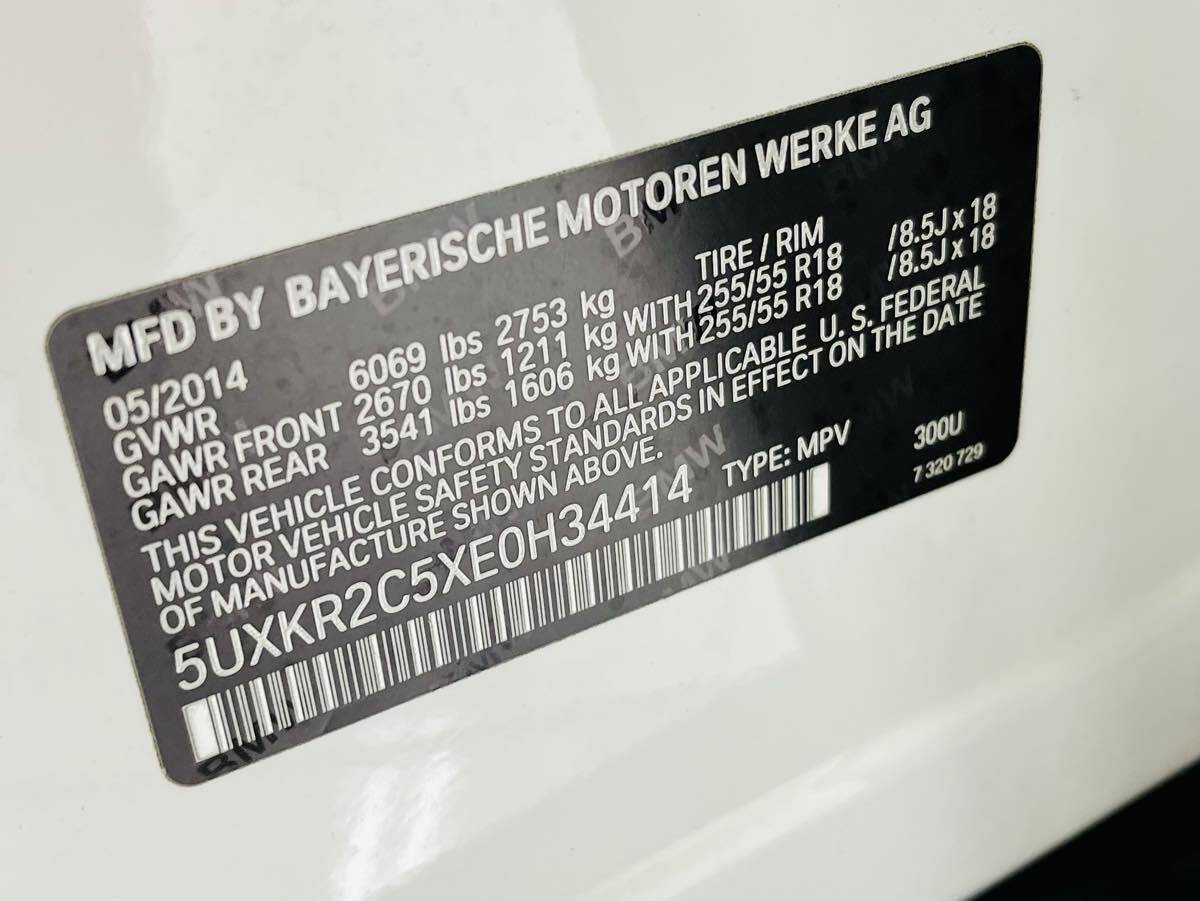 MFD BY BAYERISCHE MOTOREN WERKE AG
05/2014 TIRE / RIM
GVWR 6069 lbs 2753 kg
GAWR FRONT 2670 lbs 1211 kg WITH 255/55 R18 /8.5J x 18
GAWR REAR 3541 lbs 1606 kg WITH 255/55 R18 /8.5J x 18
THIS VEHICLE CONFORMS TO ALL APPLICABLE U. S. FEDERAL
MOTOR VEHICLE SAFETY STANDARDS IN EFFECT ON THE DATE
OF MANUFACTURE SHOWN ABOVE.
5UXKR2C5XE0H34414 TYPE: MPV 300U
7 320 729